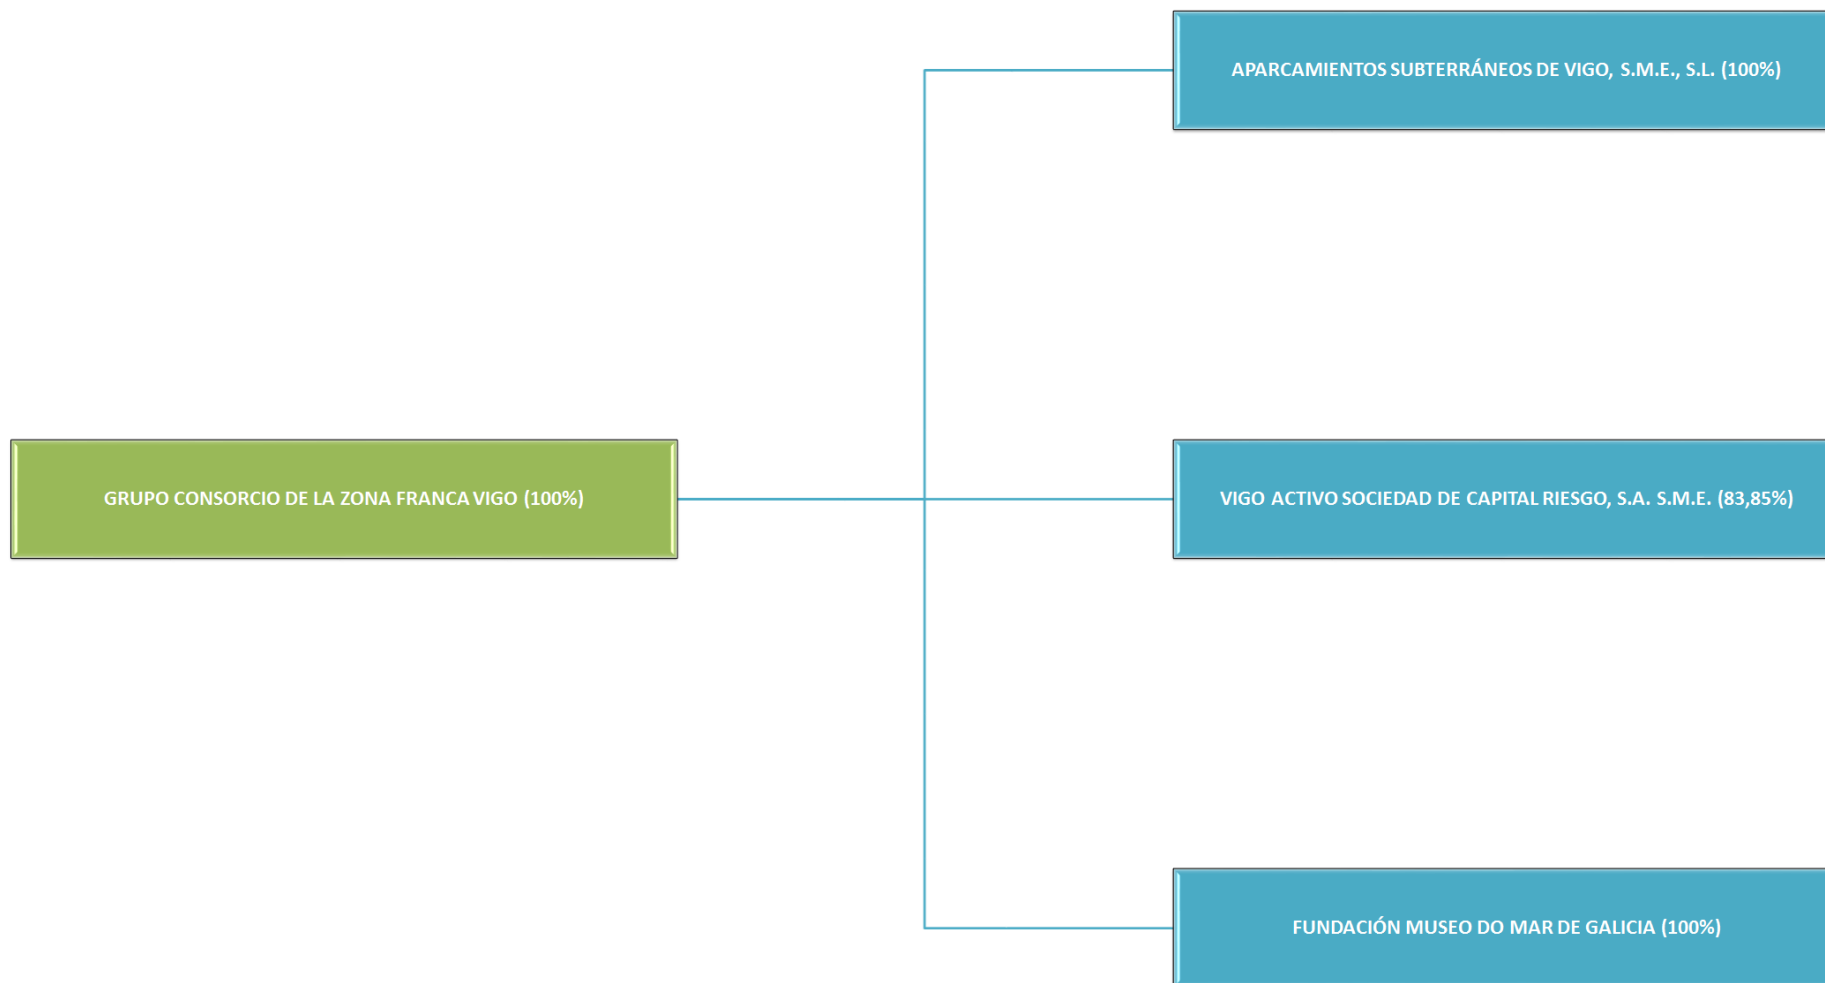 APARCAMIENTOS SUBTERRÁNEOS DE VIGO, S.M.E., S.L. (100%)
GRUPO CONSORCIO DE LA ZONA FRANCA VIGO (100%)
VIGO ACTIVO SOCIEDAD DE CAPITAL RIESGO, S.A. S.M.E. (83,85%)
FUNDACIÓN MUSEO DO MAR DE GALICIA (100%)